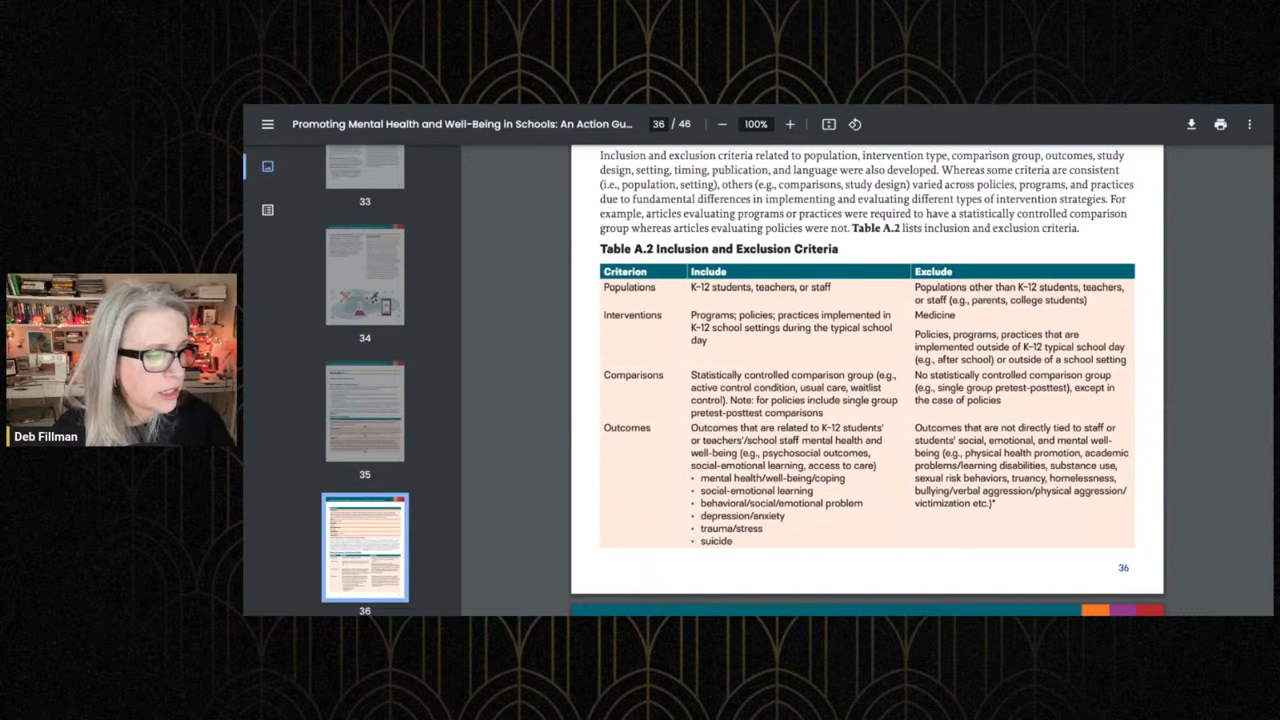 Promoting Mental Health and Well-Being in Schools: An Action Gu...
36 / 46
100%
33
34
35
36
Deb Fillman
Inclusion and exclusion criteria related to population, intervention type, comparison group, outcomes, study
design, setting, timing, publication, and language were also developed. Whereas some criteria are consistent
(i.e., population, setting), others (e.g., comparisons, study design) varied across policies, programs, and practices
due to fundamental differences in implementing and evaluating different types of intervention strategies. For
example, articles evaluating programs or practices were required to have a statistically controlled comparison
group whereas articles evaluating policies were not. Table A.2 lists inclusion and exclusion criteria.
Table A.2 Inclusion and Exclusion Criteria
Criterion
Include
Exclude
Populations
K–12 students, teachers, or staff
Populations other than K–12 students, teachers,
or staff (e.g., parents, college students)
Interventions
Programs; policies; practices implemented in
K–12 school settings during the typical school
day
Medicine
Policies, programs, practices that are
implemented outside of K–12 typical school day
(e.g., after school) or outside of a school setting
Comparisons
Statistically controlled comparison group (e.g.,
active control condition, usual care, waitlist
control). Note: for policies include single group
pretest-posttest comparisons
No statistically controlled comparison group
(e.g., single group pretest-posttest), except in
the case of policies
Outcomes
Outcomes that are related to K–12 students'
or teachers'/school staff mental health and
well-being (e.g., psychosocial outcomes,
social-emotional learning, access to care)
• mental health/well-being/coping
• social-emotional learning
• behavioral/social/emotional problem
• depression/anxiety
• trauma/stress
• suicide
Outcomes that are not directly tied to staff or
students' social, emotional, and mental well-
being (e.g., physical health promotion, academic
problems/learning disabilities, substance use,
sexual risk behaviors, truancy, homelessness,
bullying/verbal aggression/physical aggression/
victimization etc.)*
36